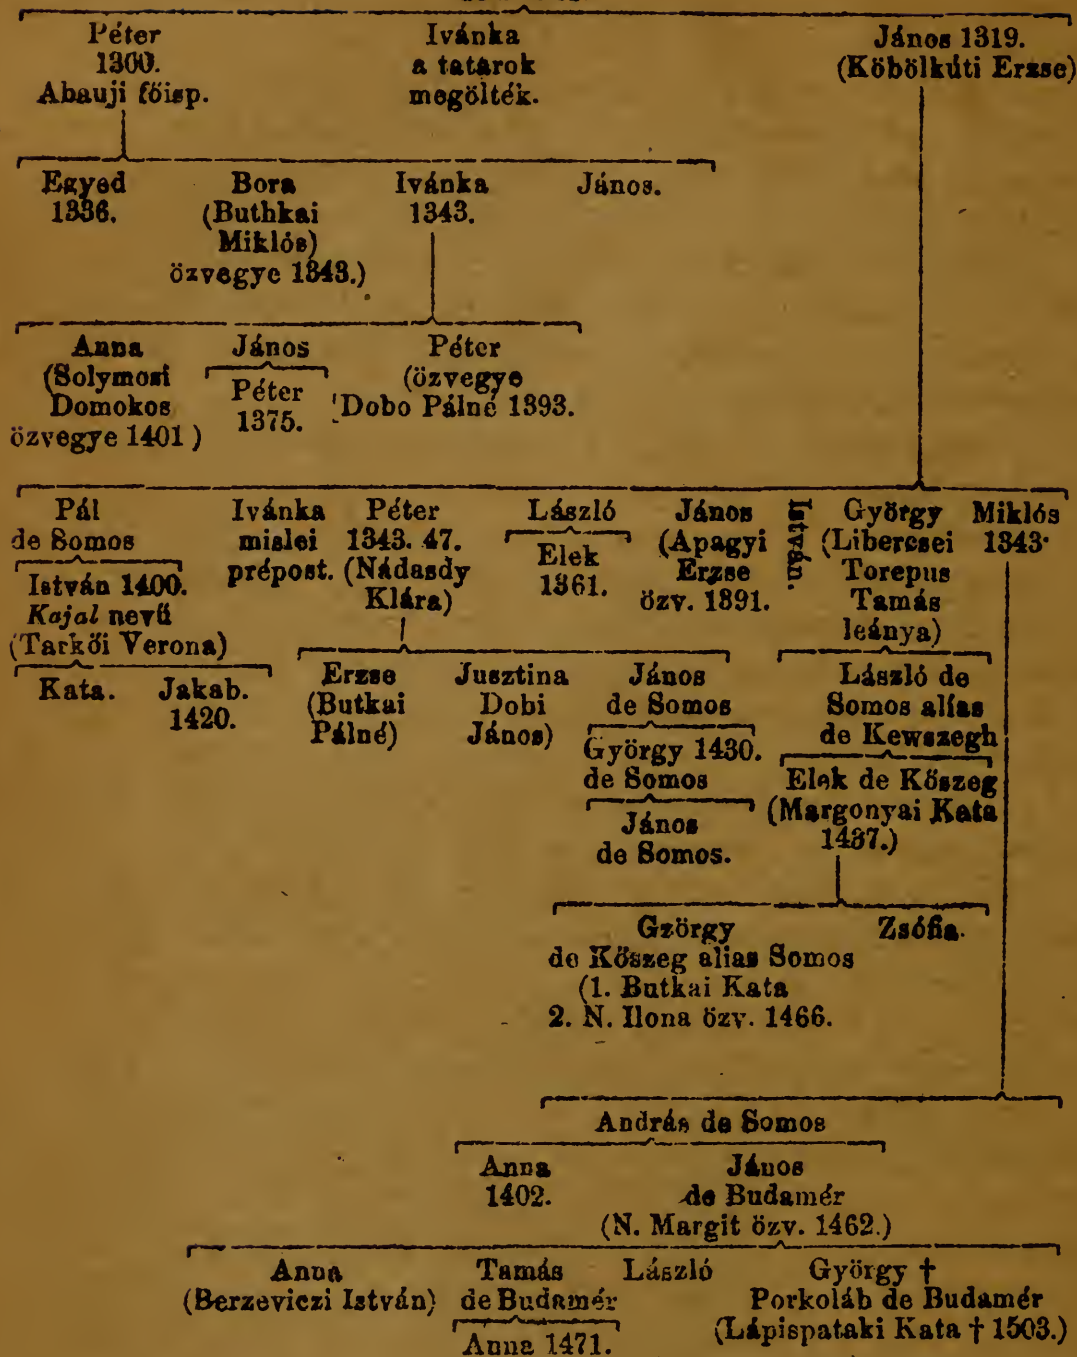 Péter Ivánka János 1319.
1300. a tatárok (Köbölkúti Erzse)
Abauji főisp. megölték.
Egyed Bora Ivánka János.
1336. (Buthkai 1343.
Miklós)
özvegye 1343.)
Anna János Péter
(Solymosi Péter (özvegye
Domokos 1375. Dobo Pálné 1393.
özvegye 1401)
Pál Ivánka Péter László János István. György Miklós
de Somos mislei 1343. 47. Elek (Apagyi (Libercsei 1343.
István 1400. prépost. (Nádasdy 1361. Erzse Torepus
Kajal nevű Klára) özv. 1391. Tamás
(Tarkői Verona) leánya)
Kata. Jakab. Erzse Jusztina János László de
1420. (Butkai Dobi de Somos Somos alías
Pálné) János) de Kewszegh
György 1430. Elek de Kőszeg
de Somos (Margonyai Kata
János 1437.)
de Somos.
Gzörgy Zsófia.
de Kőszeg alias Somos
(1. Butkai Kata
2. N. Ilona özv. 1466.
András de Somos
Anna János
1402. de Budamér
(N. Margit özv. 1462.)
Anna Tamás László György †
(Berzeviczi István) de Budamér Porkoláb de Budamér
Anna 1471. (Lápispataki Kata † 1503.)